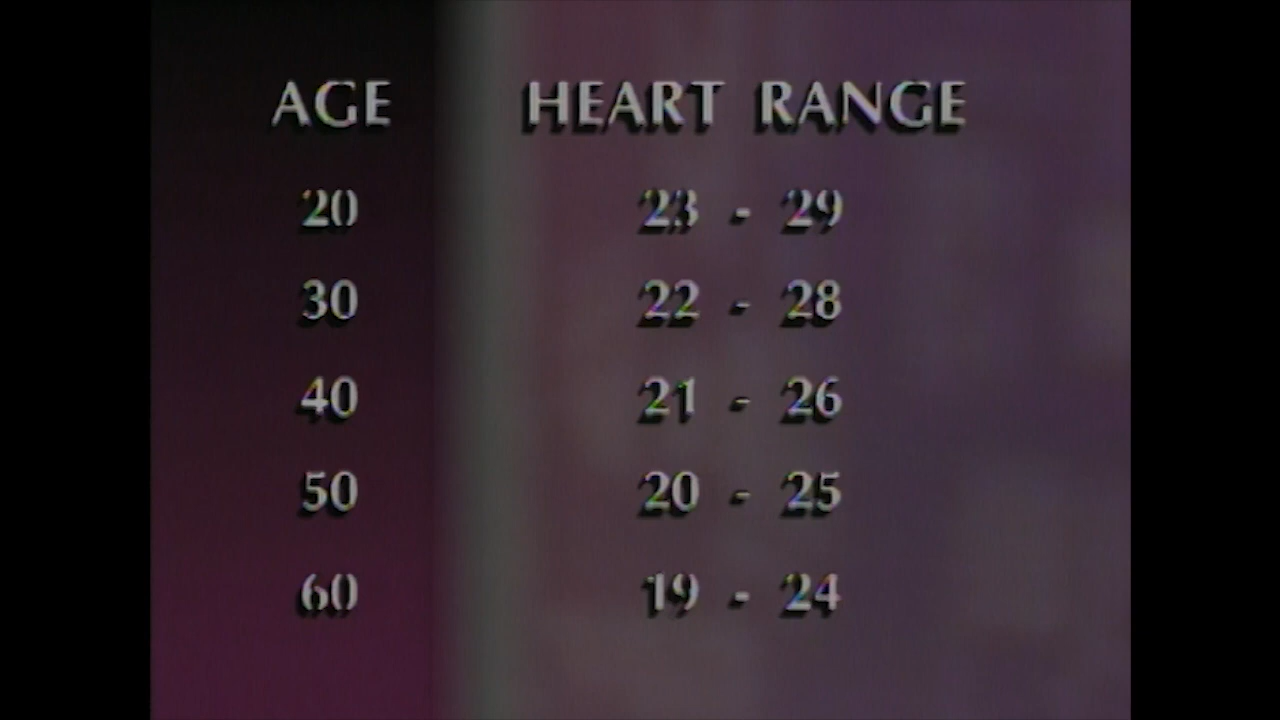 AGE HEART RANGE
20 23 - 29
30 22 - 28
40 21 - 26
50 20 - 25
60 19 - 24